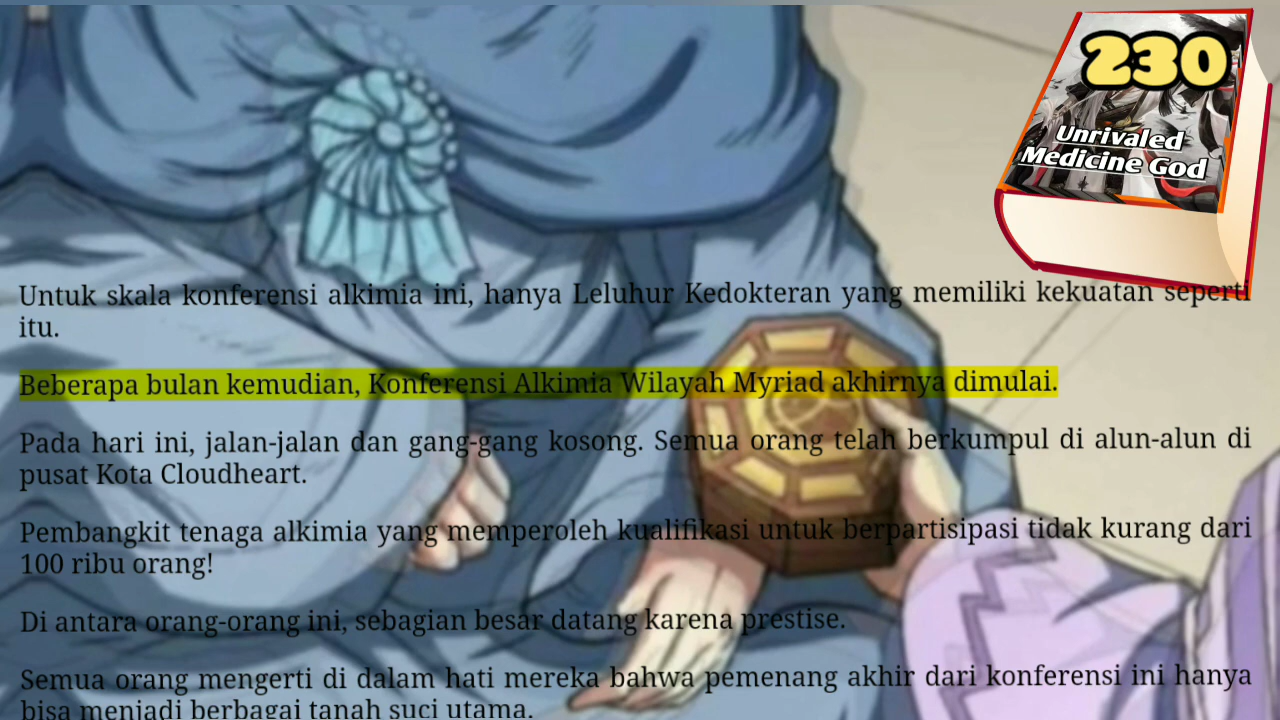 230
Unrivaled
Medicine God
Untuk skala konferensi alkimia ini, hanya Leluhur Kedokteran yang memiliki kekuatan seperti
itu.
Beberapa bulan kemudian, Konferensi Alkimia Wilayah Myriad akhirnya dimulai.
Pada hari ini, jalan-jalan dan gang-gang kosong. Semua orang telah berkumpul di alun-alun di
pusat Kota Cloudheart.
Pembangkit tenaga alkimia yang memperoleh kualifikasi untuk berpartisipasi tidak kurang dari
100 ribu orang!
Di antara orang-orang ini, sebagian besar datang karena prestise.
Semua orang mengerti di dalam hati mereka bahwa pemenang akhir dari konferensi ini hanya
bisa menjadi berbagai tanah suci utama.